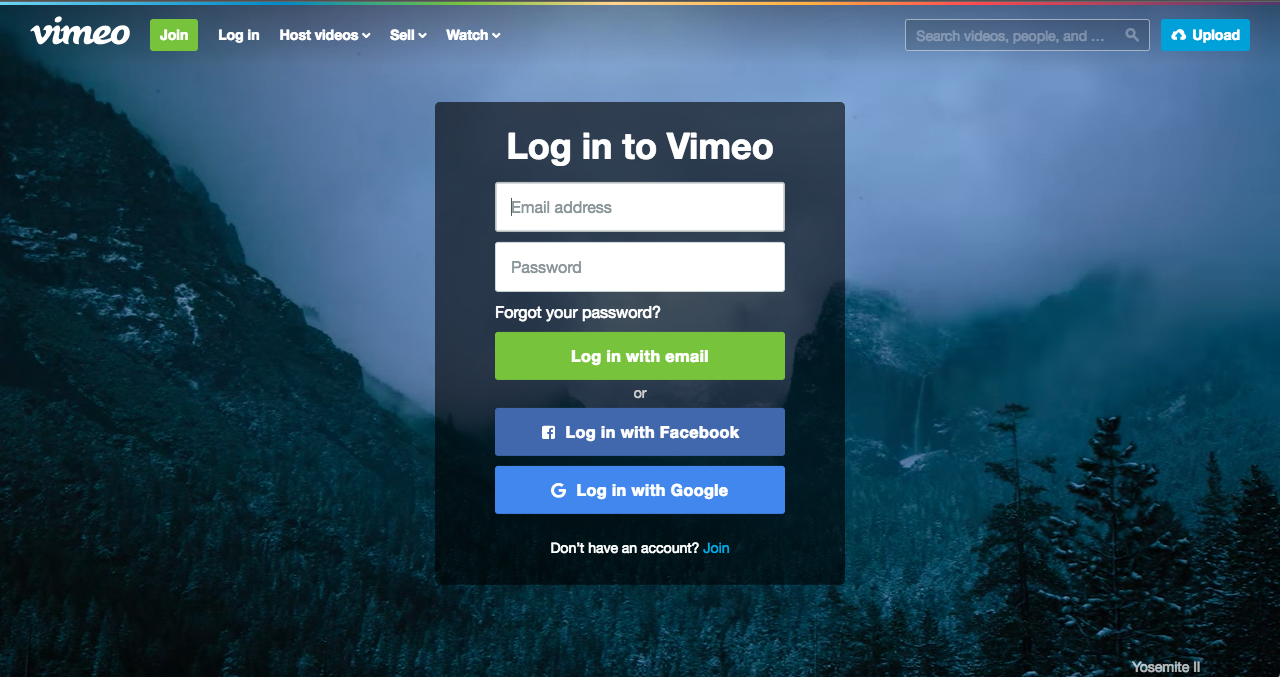 vimeo Join Log in Host videos Sell Watch Search videos, people, and ... Upload
Log in to Vimeo
Email address
Password
Forgot your password?
Log in with email
or
Log in with Facebook
Log in with Google
Don't have an account? Join
Yosemite II